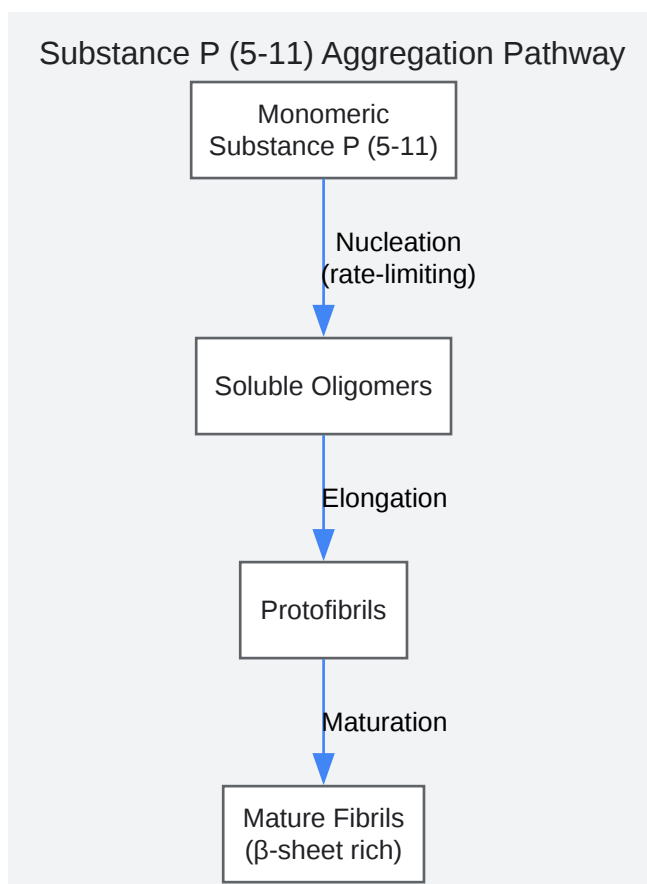 Substance P (5-11) Aggregation Pathway
Monomeric
Substance P (5-11)
Nucleation
(rate-limiting)
Soluble Oligomers
Elongation
Protofibrils
Maturation
Mature Fibrils
(β-sheet rich)